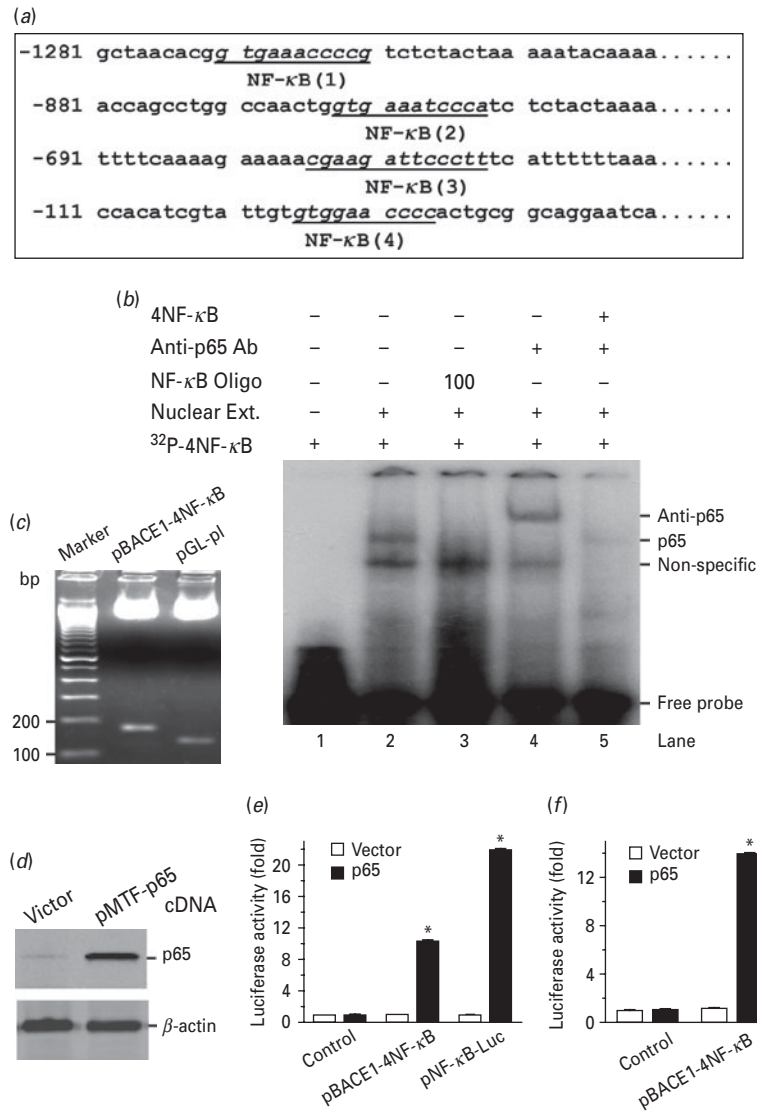 (a)
-1281 gctaacacgg tgaaaccccg tctctactaa aaatacaaaa......
NF-κB(1)
-881 accagcctgg ccaactggtg aaatcccatc tctactaaaa......
NF-κB(2)
-691 ttttcaaaag aaaaacgaag attccctttc atttttttaaa......
NF-κB(3)
-111 ccacatcgta ttgtgtggaa ccccactgcg gcaggaatca......
NF-κB(4)
(b)
4NF-κB – – – – +
Anti-p65 Ab – – – + +
NF-κB Oligo – – 100 – –
Nuclear Ext. – + + + +
³²P-4NF-κB + + + + +
Anti-p65
p65
Non-specific
Free probe
1 2 3 4 5 Lane
(c)
Marker pBACE1-4NF-κB pGL-pl
bp
200
100
(d)
Victor pMTF-p65 cDNA
p65
β-actin
(e)
Luciferase activity (fold)
Vector
p65
20
16
12
8
4
0
* *
Control pBACE1-4NF-κB pNF-κB-Luc
(f)
Luciferase activity (fold)
Vector
p65
12
8
4
0
*
Control pBACE1-4NF-κB